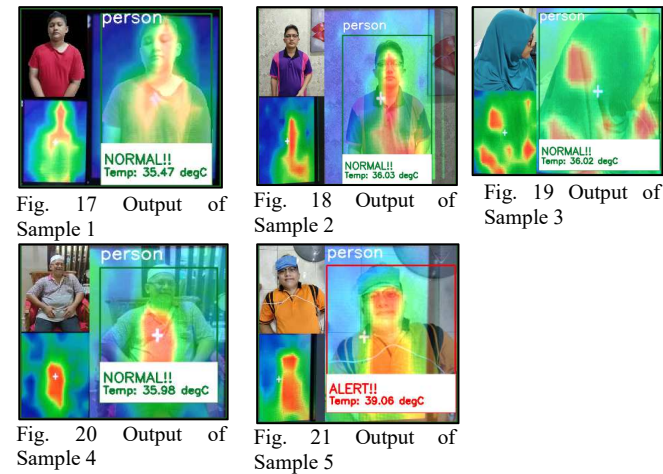 person
NORMAL!!
Temp: 35.47 degC
Fig. 17 Output of
Sample 1
person
NORMAL!!
Temp: 36.03 degC
Fig. 18 Output of
Sample 2
person
NORMAL!!
Temp: 36.02 degC
Fig. 19 Output of
Sample 3
person
NORMAL!!
Temp: 35.98 degC
Fig. 20 Output of
Sample 4
person
ALERT!!
Temp: 39.06 degC
Fig. 21 Output of
Sample 5